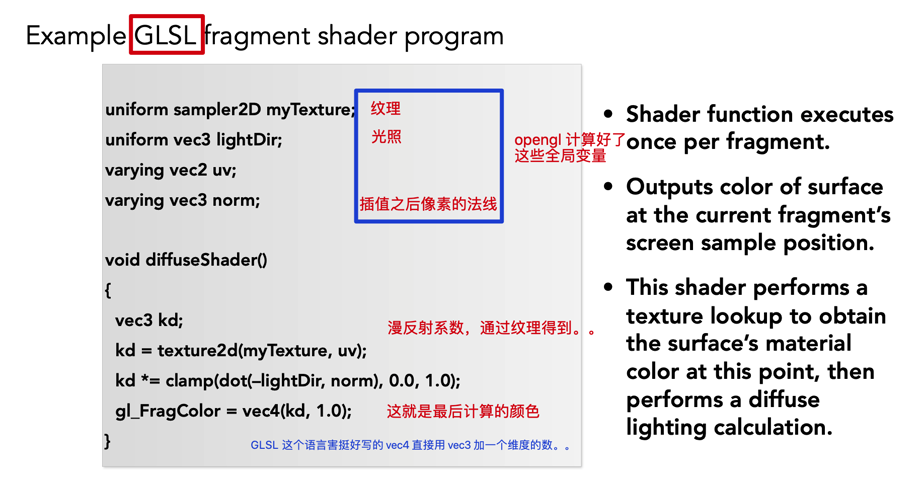 Example GLSL fragment shader program
uniform sampler2D myTexture;
纹理
uniform vec3 lightDir;
光照
varying vec2 uv;
varying vec3 norm;
插值之后像素的法线
opengl 计算好了
这些全局变量
void diffuseShader()
{
vec3 kd;
漫反射系数，通过纹理得到。。
kd = texture2d(myTexture, uv);
kd *= clamp(dot(–lightDir, norm), 0.0, 1.0);
gl_FragColor = vec4(kd, 1.0);
这就是最后计算的颜色
}
GLSL 这个语言害挺好写的 vec4 直接用 vec3 加一个维度的数。。
• Shader function executes
once per fragment.
• Outputs color of surface
at the current fragment’s
screen sample position.
• This shader performs a
texture lookup to obtain
the surface’s material
color at this point, then
performs a diffuse
lighting calculation.